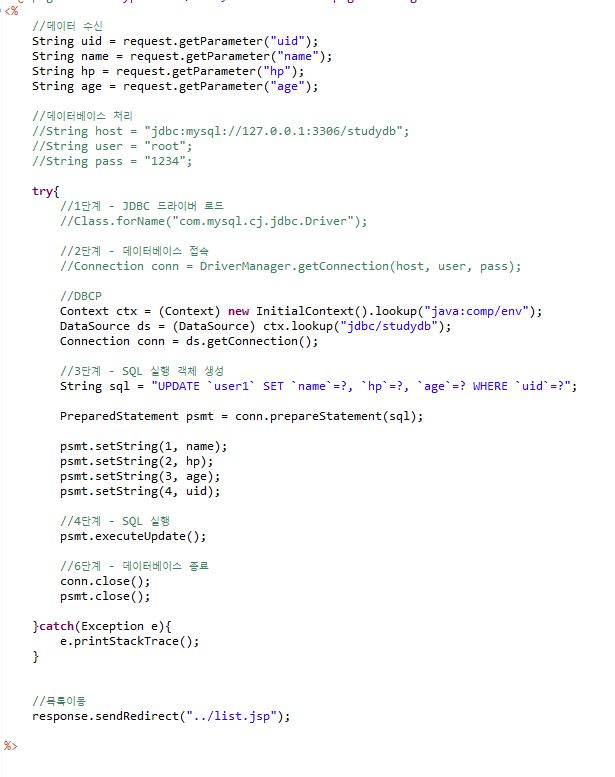 <%
//데이터 수신
String uid = request.getParameter("uid");
String name = request.getParameter("name");
String hp = request.getParameter("hp");
String age = request.getParameter("age");
//데이터베이스 처리
//String host = "jdbc:mysql://127.0.0.1:3306/studydb";
//String user = "root";
//String pass = "1234";
try{
//1단계 - JDBC 드라이버 로드
//Class.forName("com.mysql.cj.jdbc.Driver");
//2단계 - 데이터베이스 접속
//Connection conn = DriverManager.getConnection(host, user, pass);
//DBCP
Context ctx = (Context) new InitialContext().lookup("java:comp/env");
DataSource ds = (DataSource) ctx.lookup("jdbc/studydb");
Connection conn = ds.getConnection();
//3단계 - SQL 실행 객체 생성
String sql = "UPDATE `user1` SET `name`=?, `hp`=?, `age`=? WHERE `uid`=?";
PreparedStatement psmt = conn.prepareStatement(sql);
psmt.setString(1, name);
psmt.setString(2, hp);
psmt.setString(3, age);
psmt.setString(4, uid);
//4단계 - SQL 실행
psmt.executeUpdate();
//6단계 - 데이터베이스 종료
conn.close();
psmt.close();
}catch(Exception e){
e.printStackTrace();
}
//목록이동
response.sendRedirect("../list.jsp");
%>